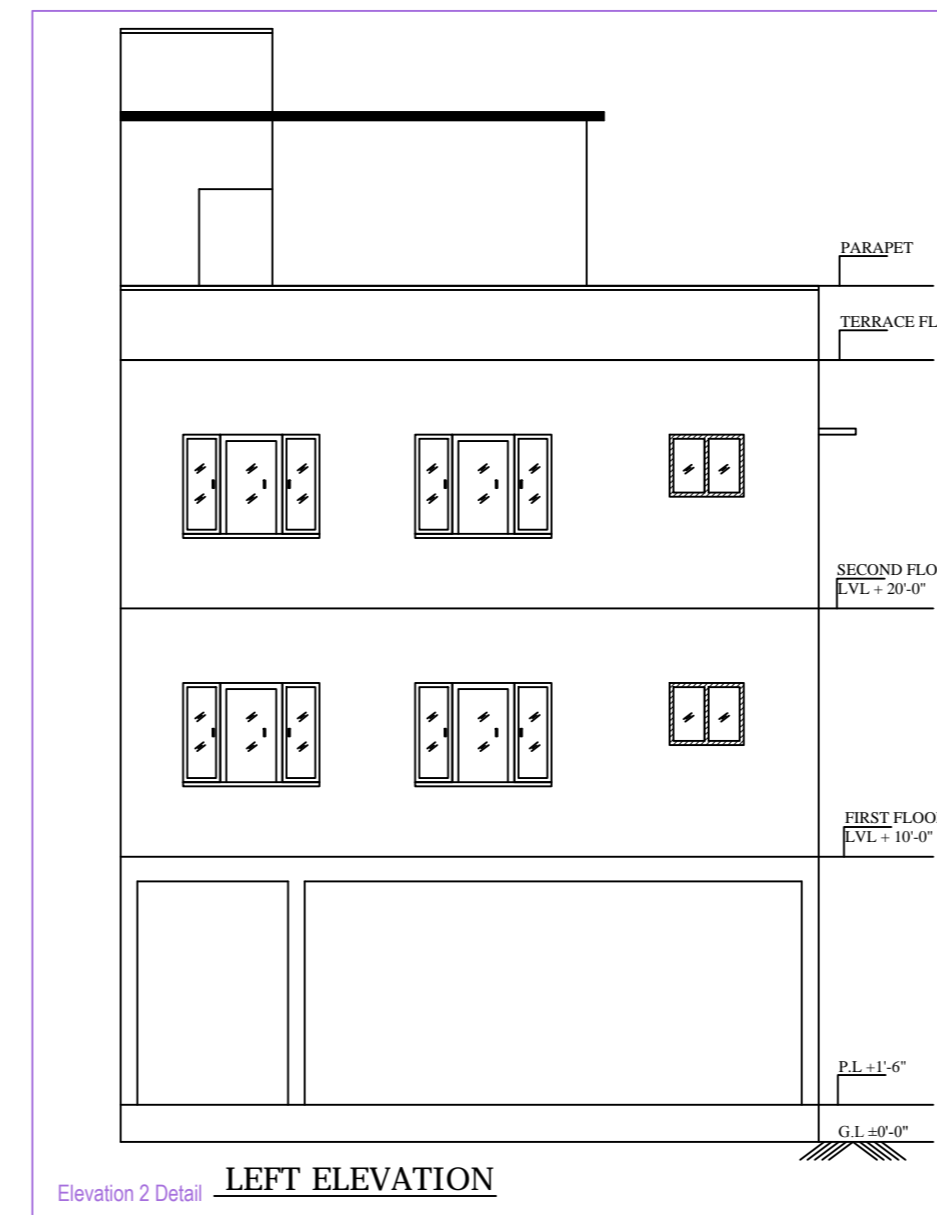 PARAPET
TERRACE FL
SECOND FLO
LVL + 20'-0"
FIRST FLOO
LVL + 10'-0"
P.L +1'-6"
G.L ±0'-0"
Elevation 2 Detail
LEFT ELEVATION